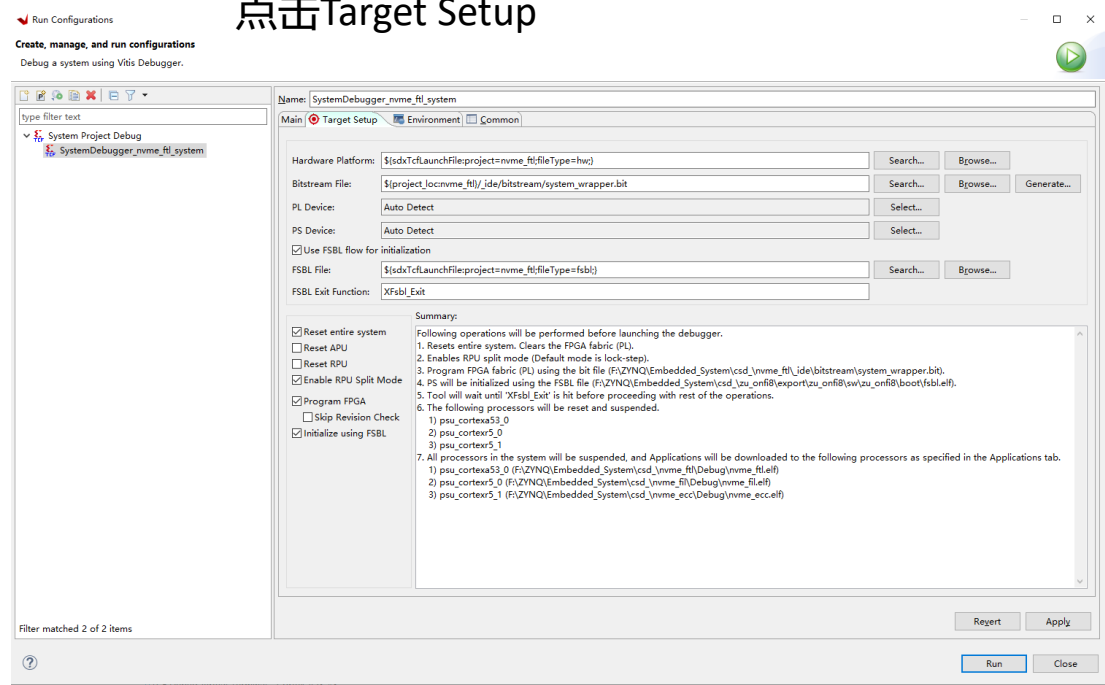 点击Target Setup
Run Configurations
Create, manage, and run configurations
Debug a system using Vitis Debugger.
type filter text
System Project Debug
SystemDebugger_nvme_ftl_system
Filter matched 2 of 2 items
Name: SystemDebugger_nvme_ftl_system
Main Target Setup Environment Common
Hardware Platform: ${sdxTcfLaunchFile:project=nvme_ftl;fileType=hw;} Search... Browse...
Bitstream File: ${project_loc:nvme_ftl}/_ide/bitstream/system_wrapper.bit Search... Browse... Generate...
PL Device: Auto Detect Select...
PS Device: Auto Detect Select...
Use FSBL flow for initialization
FSBL File: ${sdxTcfLaunchFile:project=nvme_ftl;fileType=fsbl;} Search... Browse...
FSBL Exit Function: XFsbl_Exit
Reset entire system
Reset APU
Reset RPU
Enable RPU Split Mode
Program FPGA
Skip Revision Check
Initialize using FSBL
Summary:
Following operations will be performed before launching the debugger.
1. Resets entire system. Clears the FPGA fabric (PL).
2. Enables RPU split mode (Default mode is lock-step).
3. Program FPGA fabric (PL) using the bit file (F:\ZYNQ\Embedded_System\csd_\nvme_ftl\_ide\bitstream\system_wrapper.bit).
4. PS will be initialized using the FSBL file (F:\ZYNQ\Embedded_System\csd_\zu_onfi8\export\zu_onfi8\sw\zu_onfi8\boot\fsbl.elf).
5. Tool will wait until 'XFsbl_Exit' is hit before proceeding with rest of the operations.
6. The following processors will be reset and suspended.
1) psu_cortexa53_0
2) psu_cortexr5_0
3) psu_cortexr5_1
7. All processors in the system will be suspended, and Applications will be downloaded to the following processors as specified in the Applications tab.
1) psu_cortexa53_0 (F:\ZYNQ\Embedded_System\csd_\nvme_ftl\Debug\nvme_ftl.elf)
2) psu_cortexr5_0 (F:\ZYNQ\Embedded_System\csd_\nvme_fil\Debug\nvme_fil.elf)
3) psu_cortexr5_1 (F:\ZYNQ\Embedded_System\csd_\nvme_ecc\Debug\nvme_ecc.elf)
Revert Apply
Run Close